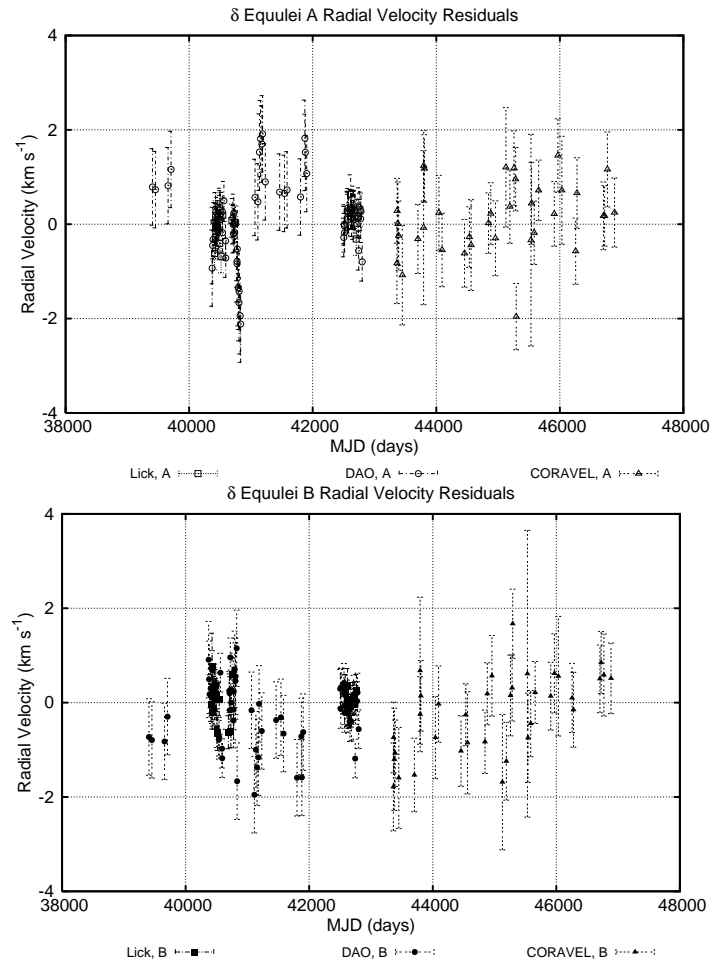 δ Equulei A Radial Velocity Residuals
4
2
0
-2
-4
Radial Velocity (km s-1)
38000 40000 42000 44000 46000 48000
MJD (days)
Lick, A DAO, A CORAVEL, A
δ Equulei B Radial Velocity Residuals
4
2
0
-2
-4
Radial Velocity (km s-1)
38000 40000 42000 44000 46000 48000
MJD (days)
Lick, B DAO, B CORAVEL, B